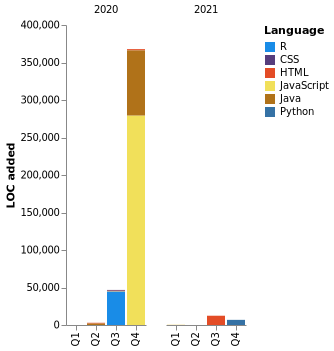 2020 2021
Language
R
CSS
HTML
JavaScript
Java
Python
LOC added
400,000
350,000
300,000
250,000
200,000
150,000
100,000
50,000
0
Q1 Q2 Q3 Q4 Q1 Q2 Q3 Q4